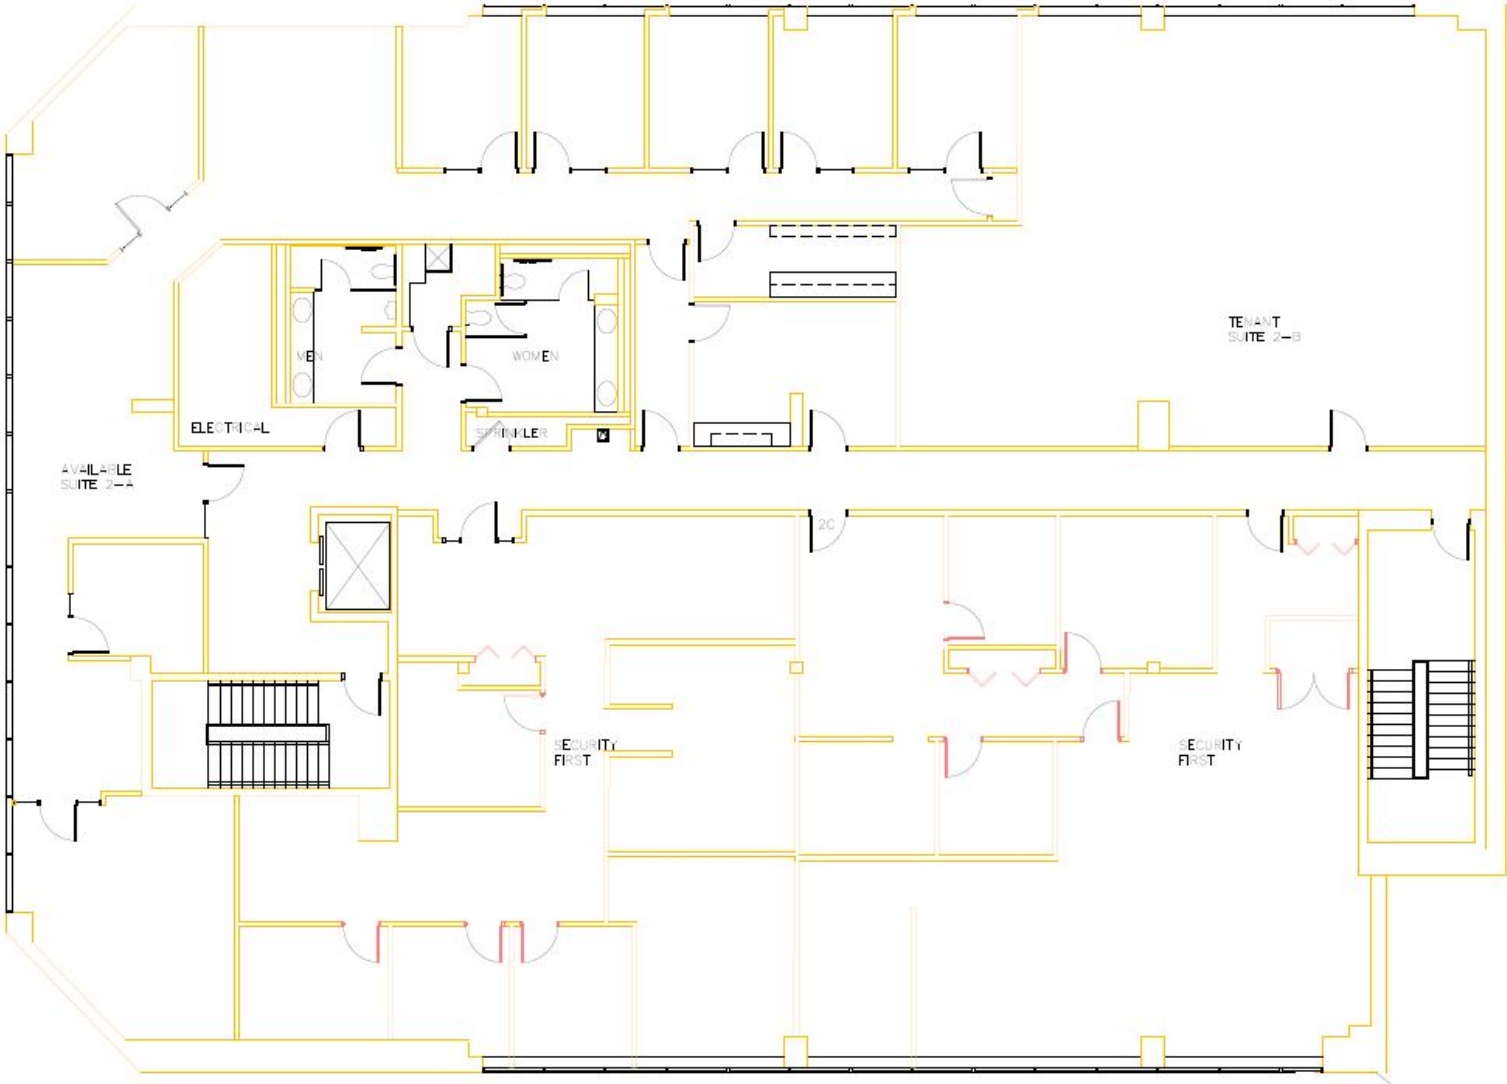 TENANT
SUITE 2-B
MEN
WOMEN
ELECTRICAL
SPRINKLER
AVAILABLE
SUITE 2-A
2C
SECURITY
FIRST
SECURITY
FIRST